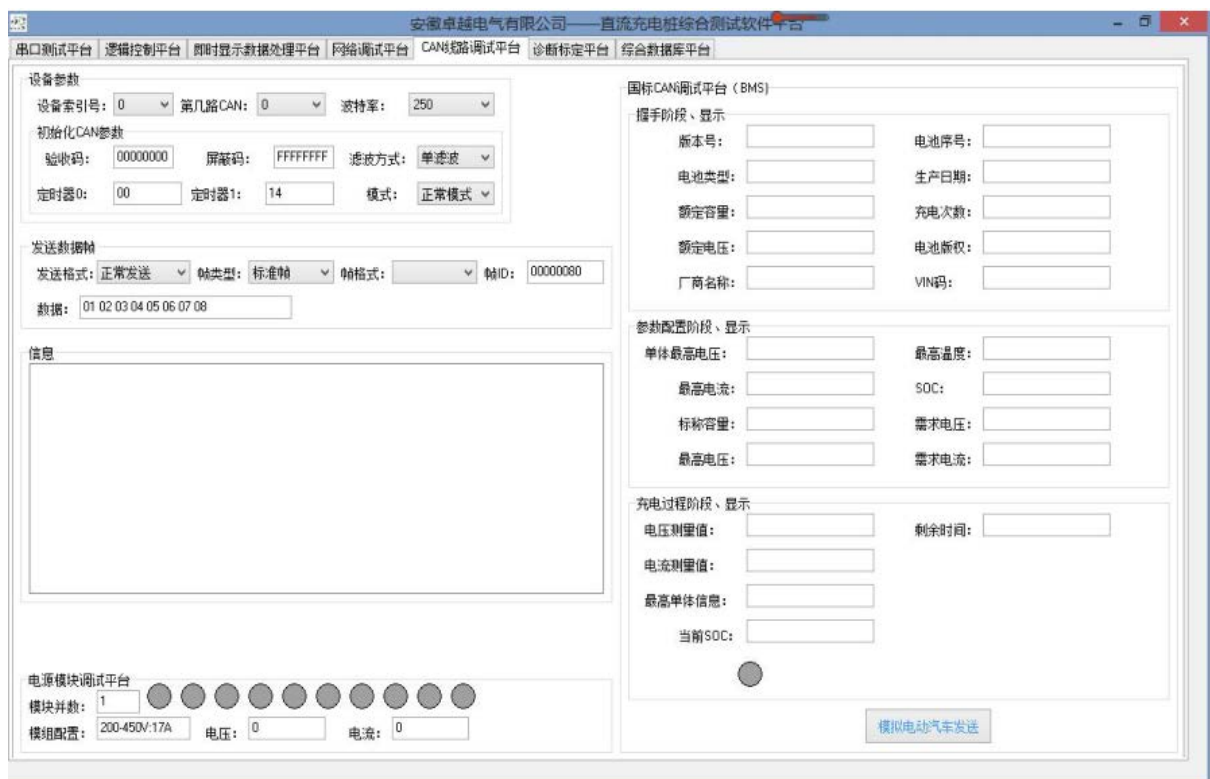 安徽卓越电气有限公司——直流充电桩综合测试软件平台
串口测试平台 逻辑控制平台 即时显示数据处理平台 网络调试平台 CAN线路调试平台 诊断标定平台 综合数据库平台
设备参数
设备索引号: 0 第几路CAN: 0 波特率: 250
初始化CAN参数
验收码: 00000000 屏蔽码: FFFFFFFF 滤波方式: 单滤波
定时器0: 00 定时器1: 14 模式: 正常模式
发送数据帧
发送格式: 正常发送 帧类型: 标准帧 帧格式: 帧ID: 00000080
数据: 01 02 03 04 05 06 07 08
信息
电源模块调试平台
模块并数: 1
模组配置: 200-450V:17A 电压: 0 电流: 0
国标CAN调试平台(BMS)
握手阶段、显示
版本号: 电池序号:
电池类型: 生产日期:
额定容量: 充电次数:
额定电压: 电池版权:
厂商名称: VIN码:
参数配置阶段、显示
单体最高电压: 最高温度:
最高电流: SOC:
标称容量: 需求电压:
最高电压: 需求电流:
充电过程阶段、显示
电压测量值: 剩余时间:
电流测量值:
最高单体信息:
当前SOC:
模拟电动汽车发送